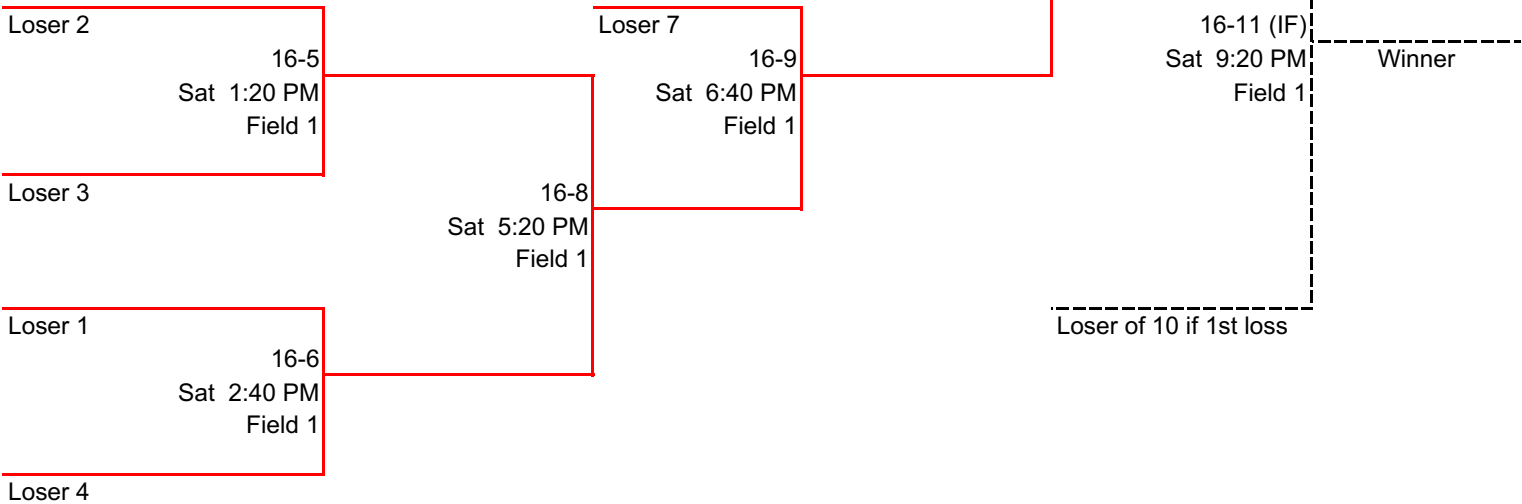 Loser 2
16-5
Sat 1:20 PM
Field 1
Loser 3
16-8
Sat 5:20 PM
Field 1
Loser 1
16-6
Sat 2:40 PM
Field 1
Loser 4
Loser 7
16-9
Sat 6:40 PM
Field 1
16-11 (IF)
Sat 9:20 PM
Field 1
Winner
Loser of 10 if 1st loss